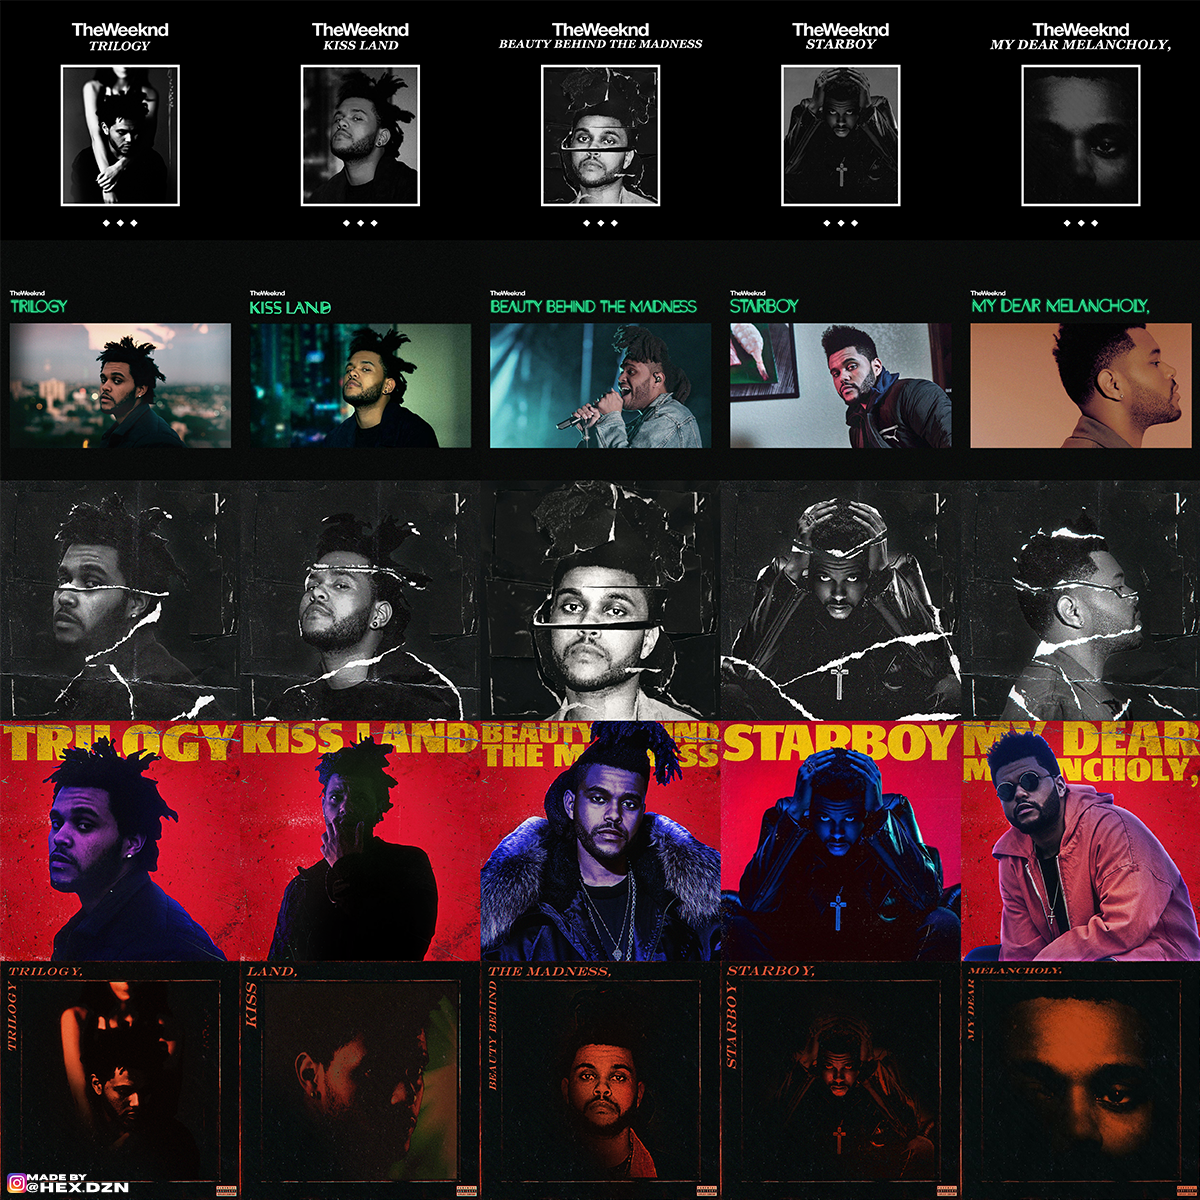 TheWeeknd
TRILOGY
TheWeeknd
KISS LAND
TheWeeknd
BEAUTY BEHIND THE MADNESS
TheWeeknd
STARBOY
TheWeeknd
MY DEAR MELANCHOLY,
TheWeeknd
TRILOGY
TheWeeknd
KISS LAND
TheWeeknd
BEAUTY BEHIND THE MADNESS
TheWeeknd
STARBOY
TheWeeknd
MY DEAR MELANCHOLY,
TRILOGY
KISS LAND
BEAUTY BEHIND
THE MADNESS
STARBOY
MY DEAR
MELANCHOLY,
TRILOGY,
TRILOGY
LAND,
KISS
THE MADNESS,
BEAUTY BEHIND
STARBOY,
STARBOY
MELANCHOLY,
MY DEAR
MADE BY
@HEX.DZN